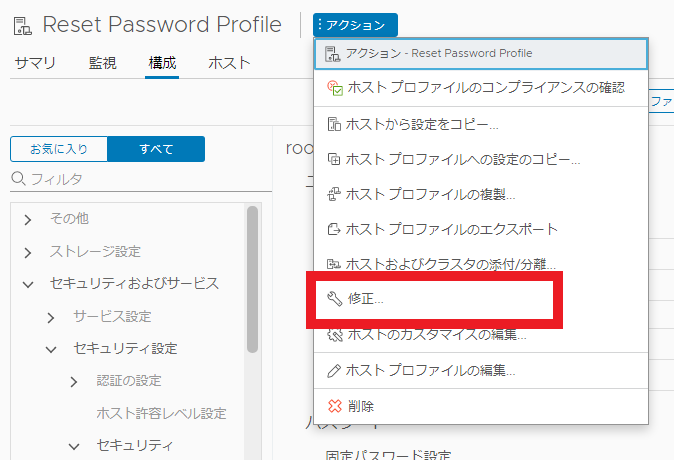 Reset Password Profile
アクション
サマリ 監視 構成 ホスト
アクション - Reset Password Profile
ホスト プロファイルのコンプライアンスの確認
ファ
ホストから設定をコピー...
お気に入り すべて
roo
ホスト プロファイルへの設定のコピー...
フィルタ
ホスト プロファイルの複製...
その他
ホスト プロファイルのエクスポート
ストレージ設定
ホストおよびクラスタの添付/分離...
セキュリティおよびサービス
修正...
サービス設定
ホストのカスタマイズの編集...
セキュリティ設定
ホスト プロファイルの編集...
認証の設定
削除
ホスト許容レベル設定
パスワード
セキュリティ
固定パスワード設定